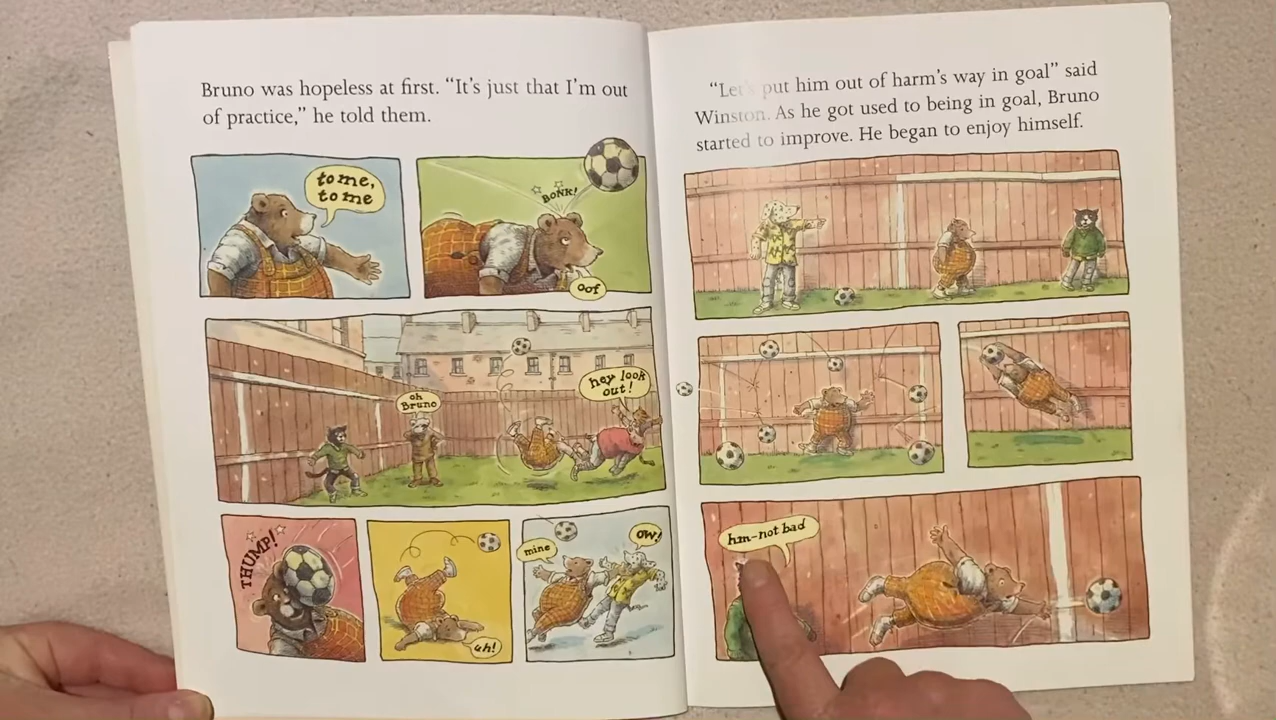 Bruno was hopeless at first. “It’s just that I’m out
of practice,” he told them.
to me,
to me
BONK!
oof
oh
Bruno
hey look
out!
THUMP!
uh!
mine
ow!
“Let’s put him out of harm’s way in goal” said
Winston. As he got used to being in goal, Bruno
started to improve. He began to enjoy himself.
hm-not bad